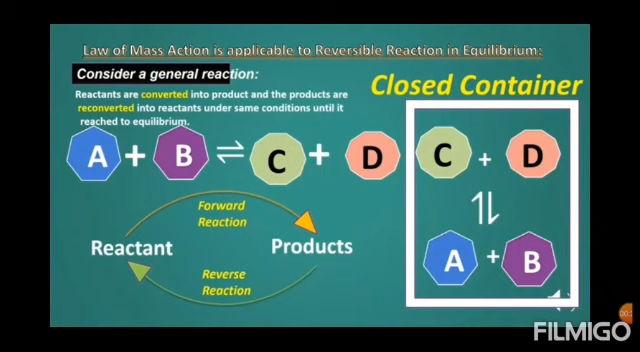 Law of Mass Action is applicable to Reversible Reaction in Equilibrium:
Consider a general reaction:
Reactants are converted into product and the products are
reconverted into reactants under same conditions until it
reached to equilibrium.
Closed Container
A + B ⇌ C + D
C + D
⇌
A + B
Forward
Reaction
Reactant
Products
Reverse
Reaction
FILMIGO